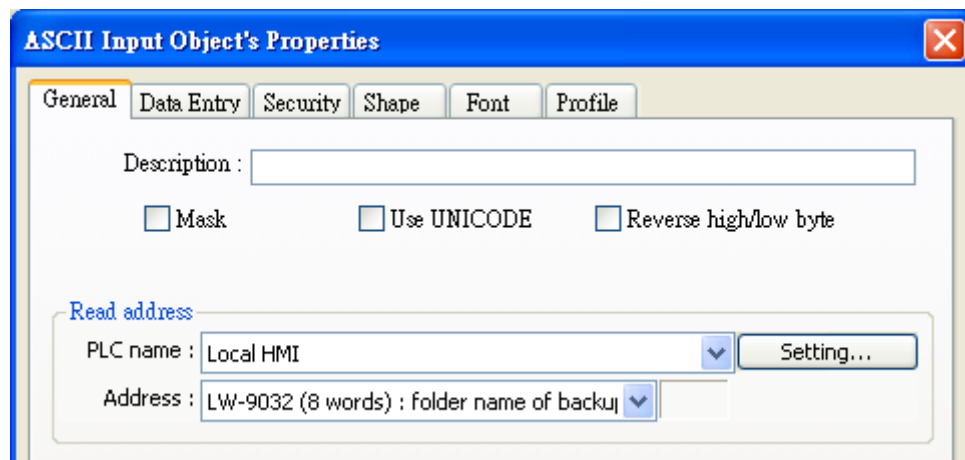 ASCII Input Object's Properties
General Data Entry Security Shape Font Profile
Description :
Mask Use UNICODE Reverse high/low byte
Read address
PLC name : Local HMI Setting...
Address : LW-9032 (8 words) : folder name of backup